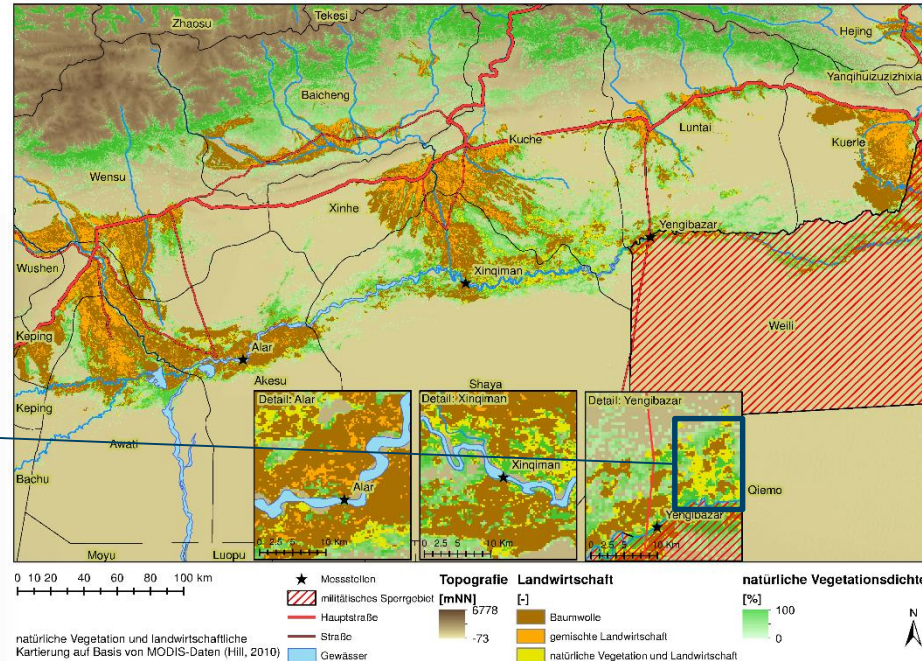 Zhaosu
Tekesi
Hejing
Yanqihuizuzizhixia
Baicheng
Luntai
Kuche
Kuerle
Wensu
Xinhe
Yengibazar
Wushen
Xinqiman
Weili
Keping
Alar
Akesu
Shaya
Detail: Alar
Detail: Xinqiman
Detail: Yengibazar
Keping
Awati
Xinqiman
Qiemo
Bachu
Alar
Yengibazar
0 2.5 5 10 Km
0 2.5 5 10 Km
0 2.5 5 10 Km
Moyu
Luopu
0 10 20 40 60 80 100 km
natürliche Vegetation und landwirtschaftliche
Kartierung auf Basis von MODIS-Daten (Hill, 2010)
Messstellen
militätisches Sperrgebiet
Hauptstraße
Straße
Gewässer
Topografie
[mNN]
6778
-73
Landwirtschaft
[-]
Baumwolle
gemischte Landwirtschaft
natürliche Vegetation und Landwirtschaft
natürliche Vegetationsdichte
[%]
100
0
N